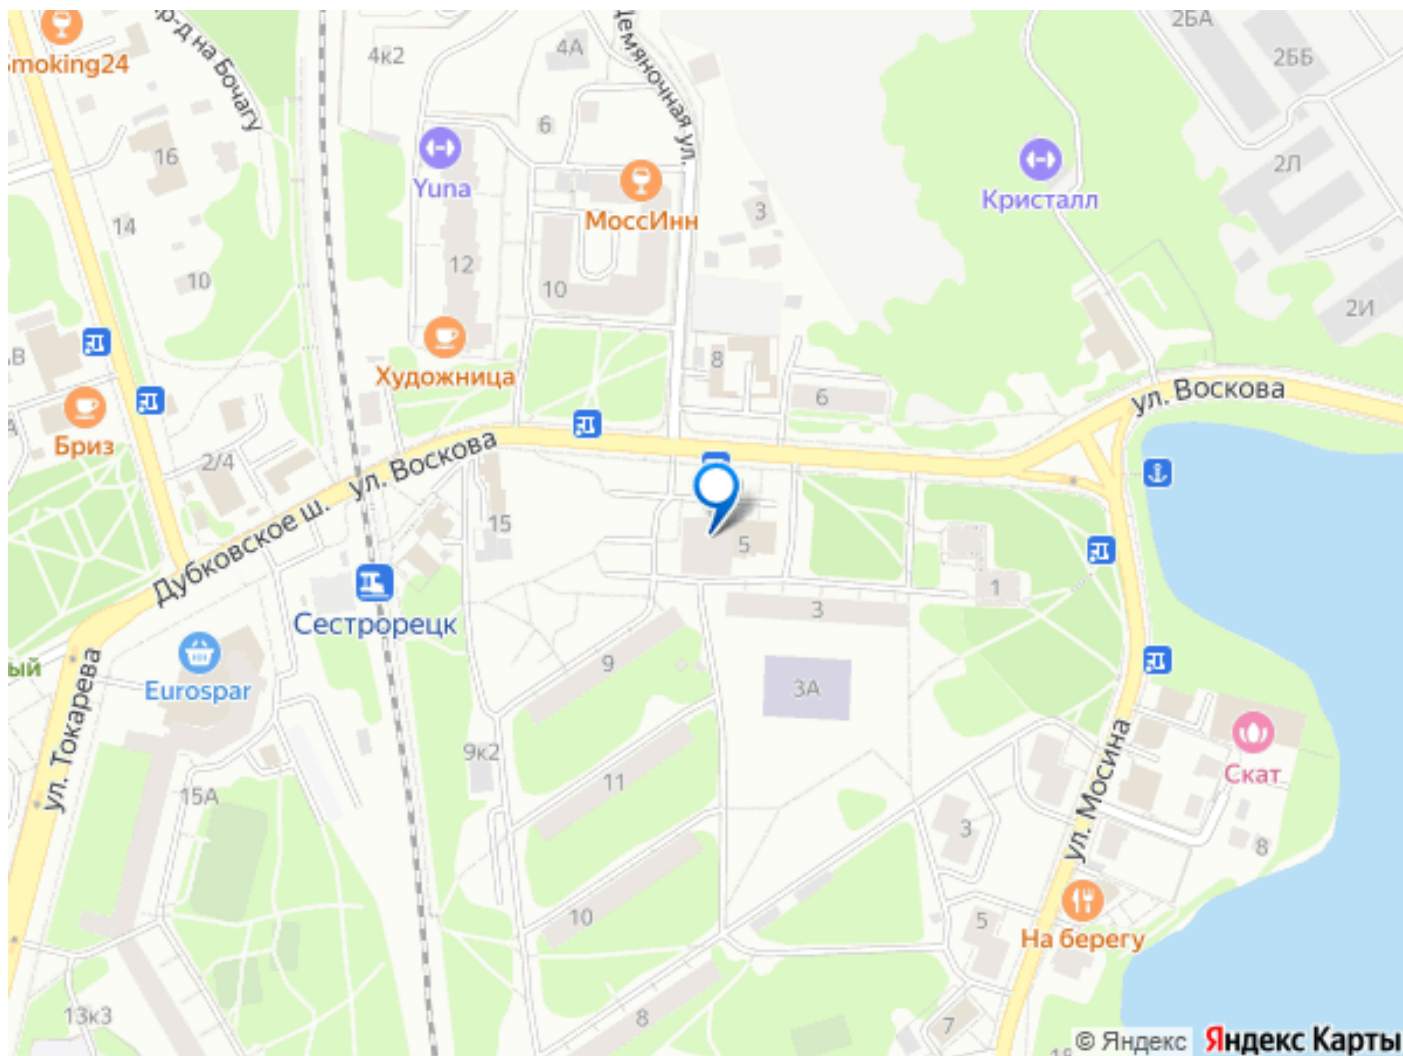 2БА
2ББ
Smoking24
пр-д на Бочагу
4к2
4А
Демяночная ул.
6
16
Yuna
МоссИнн
3
Кристалл
2Л
14
10
12
10
2И
Художница
8
6
ул. Воскова
Бриз
2/4
ул. Воскова
Дубковское ш.
15
5
Сестрорецк
1
3
ый
Eurospar
9
3А
ул. Токарева
9к2
11
15А
Скат
ул. Мосина
3
8
10
5
На берегу
13к3
8
7
© Яндекс
Яндекс Карты